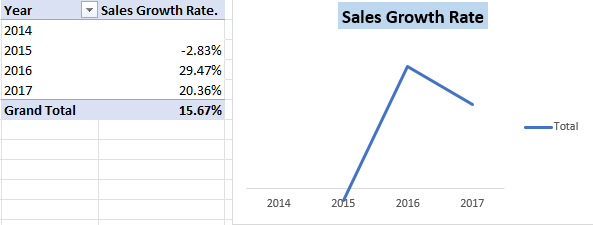 Year Sales Growth Rate.
2014
2015 -2.83%
2016 29.47%
2017 20.36%
Grand Total 15.67%
Sales Growth Rate
Total
2014 2015 2016 2017